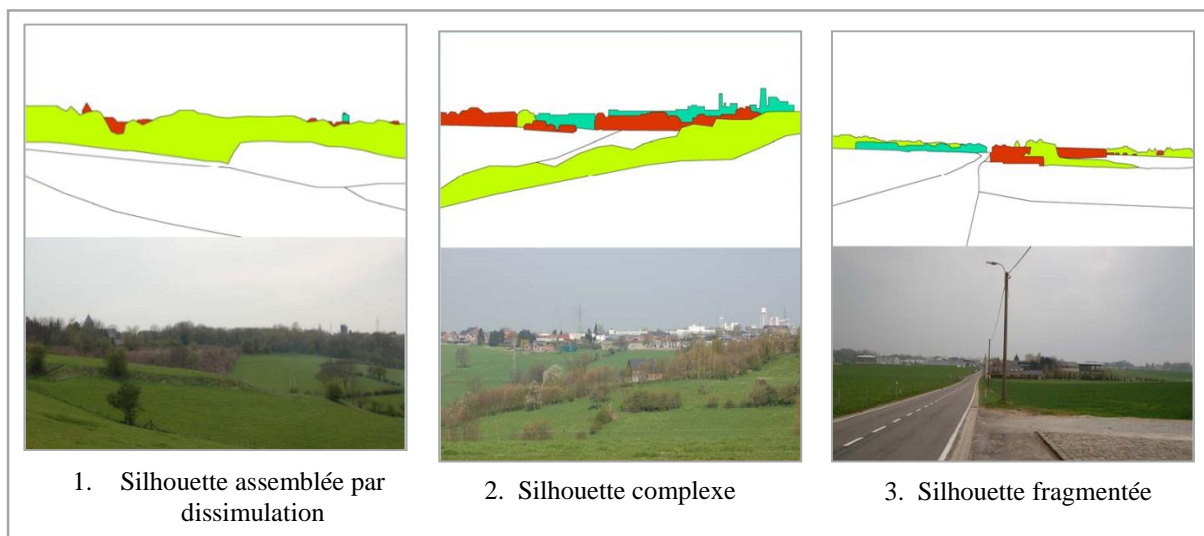 1. Silhouette assemblée par
dissimulation
2. Silhouette complexe
3. Silhouette fragmentée